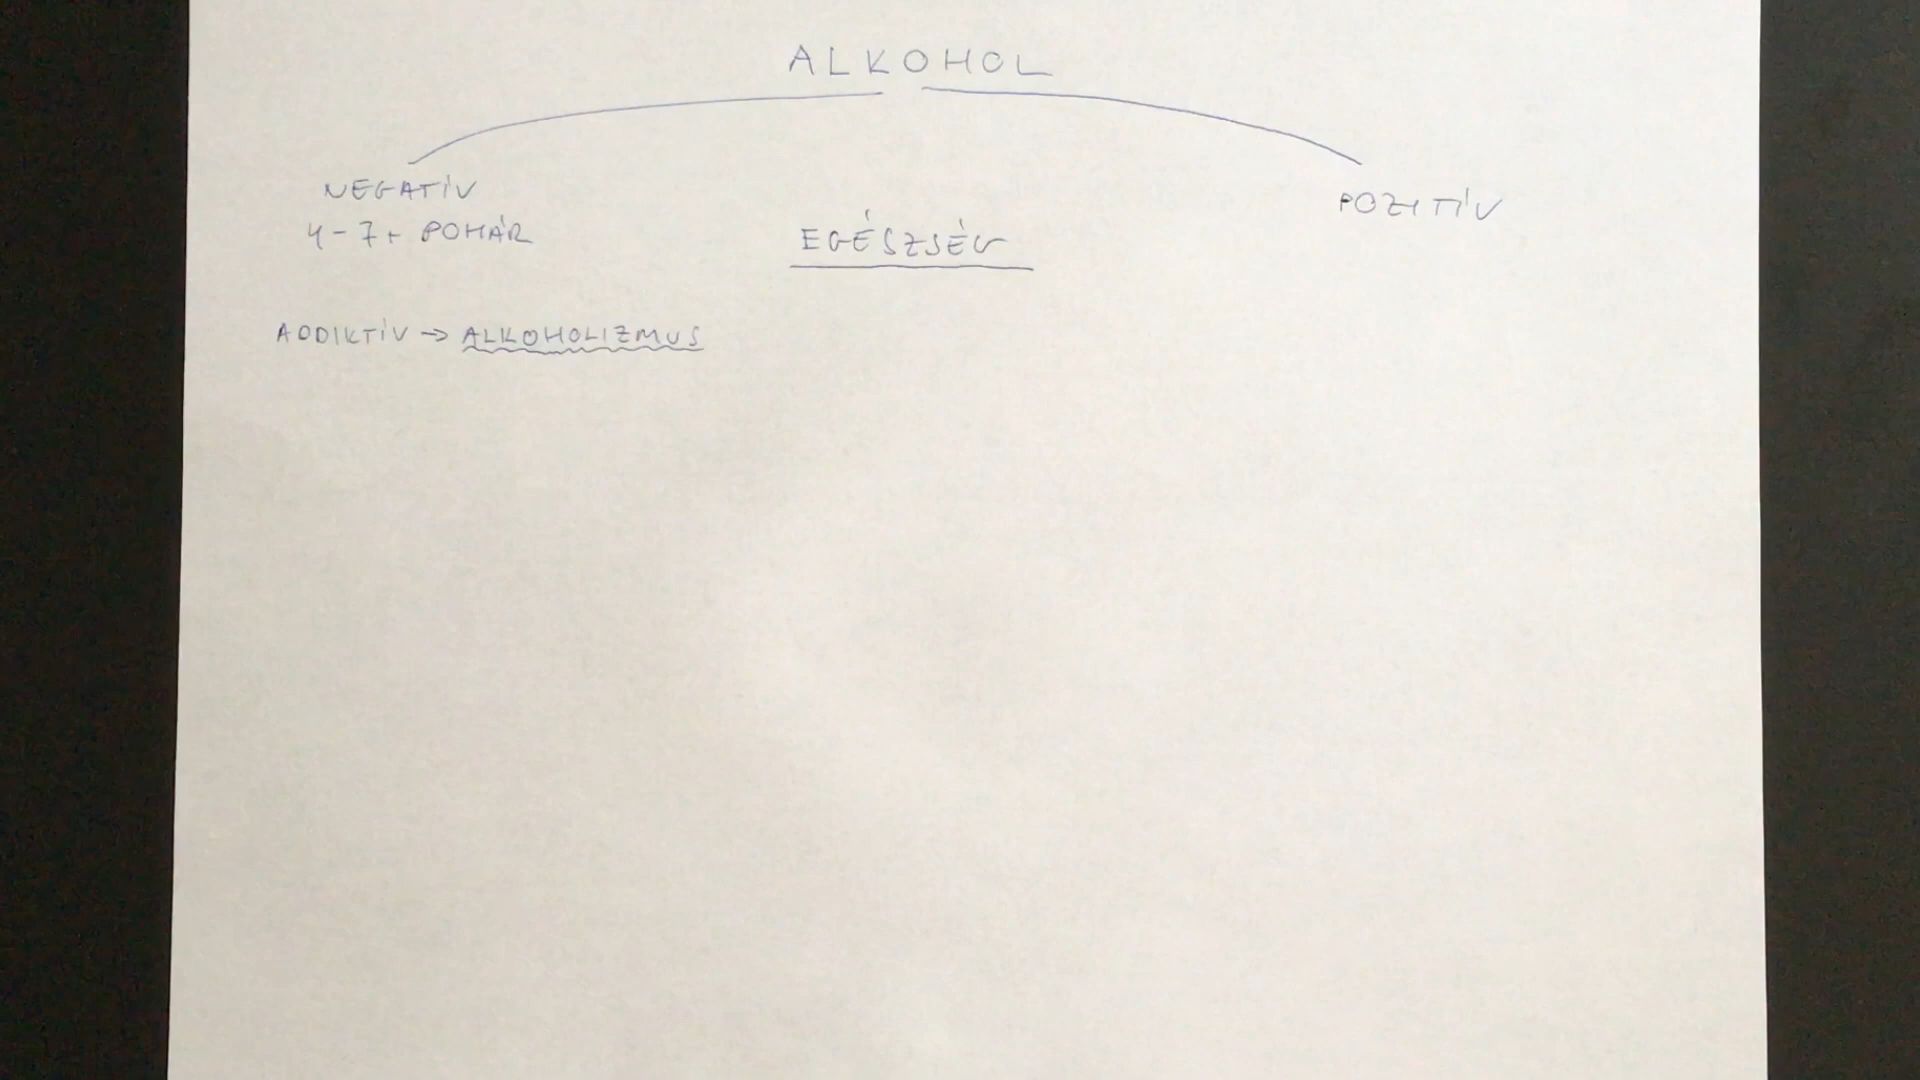 ALKOHOL
NEGATÍV
POZITÍV
4-7+ POHÁR
EGÉSZSÉG
ADDIKTÍV → ALKOHOLIZMUS